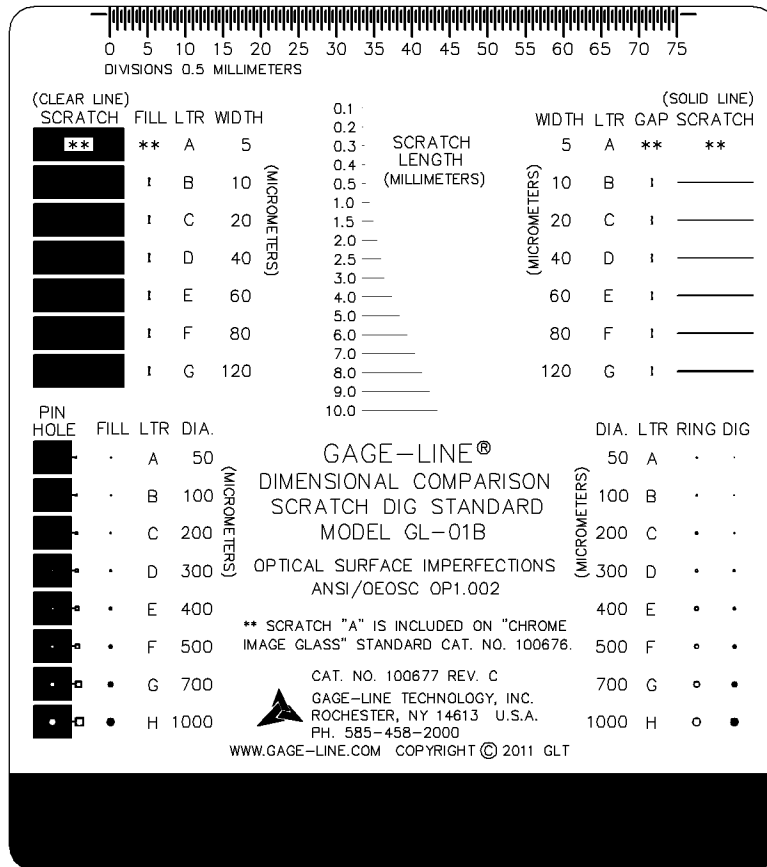 0 5 10 15 20 25 30 35 40 45 50 55 60 65 70 75
DIVISIONS 0.5 MILLIMETERS
(CLEAR LINE)
SCRATCH FILL LTR WIDTH
** ** A 5
B 10
C 20
D 40
E 60
F 80
G 120
(MICROMETERS)
0.1
0.2
0.3
0.4
0.5
1.0
1.5
2.0
2.5
3.0
4.0
5.0
6.0
7.0
8.0
9.0
10.0
SCRATCH
LENGTH
(MILLIMETERS)
(SOLID LINE)
WIDTH LTR GAP SCRATCH
5 A ** **
10 B
20 C
40 D
60 E
80 F
120 G
(MICROMETERS)
PIN
HOLE FILL LTR DIA.
A 50
B 100
C 200
D 300
E 400
F 500
G 700
H 1000
(MICROMETERS)
GAGE-LINE®
DIMENSIONAL COMPARISON
SCRATCH DIG STANDARD
MODEL GL-01B
OPTICAL SURFACE IMPERFECTIONS
ANSI/OEOSC OP1.002
** SCRATCH "A" IS INCLUDED ON "CHROME
IMAGE GLASS" STANDARD CAT. NO. 100676.
CAT. NO. 100677 REV. C
GAGE-LINE TECHNOLOGY, INC.
ROCHESTER, NY 14613 U.S.A.
PH. 585-458-2000
WWW.GAGE-LINE.COM COPYRIGHT © 2011 GLT
DIA. LTR RING DIG
50 A
100 B
200 C
300 D
400 E
500 F
700 G
1000 H
(MICROMETERS)